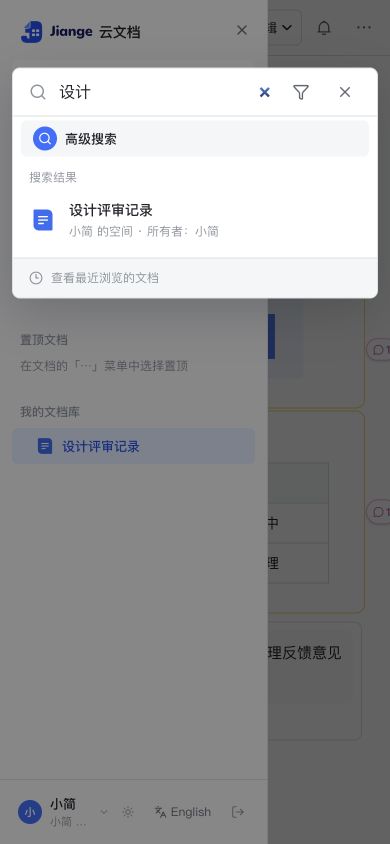 Jiange 云文档
辑
设计
高级搜索
搜索结果
设计评审记录
小简 的空间 · 所有者：小简
查看最近浏览的文档
置顶文档
在文档的「…」菜单中选择置顶
我的文档库
设计评审记录
中
理
理反馈意见
1
1
小简
小简 ...
English